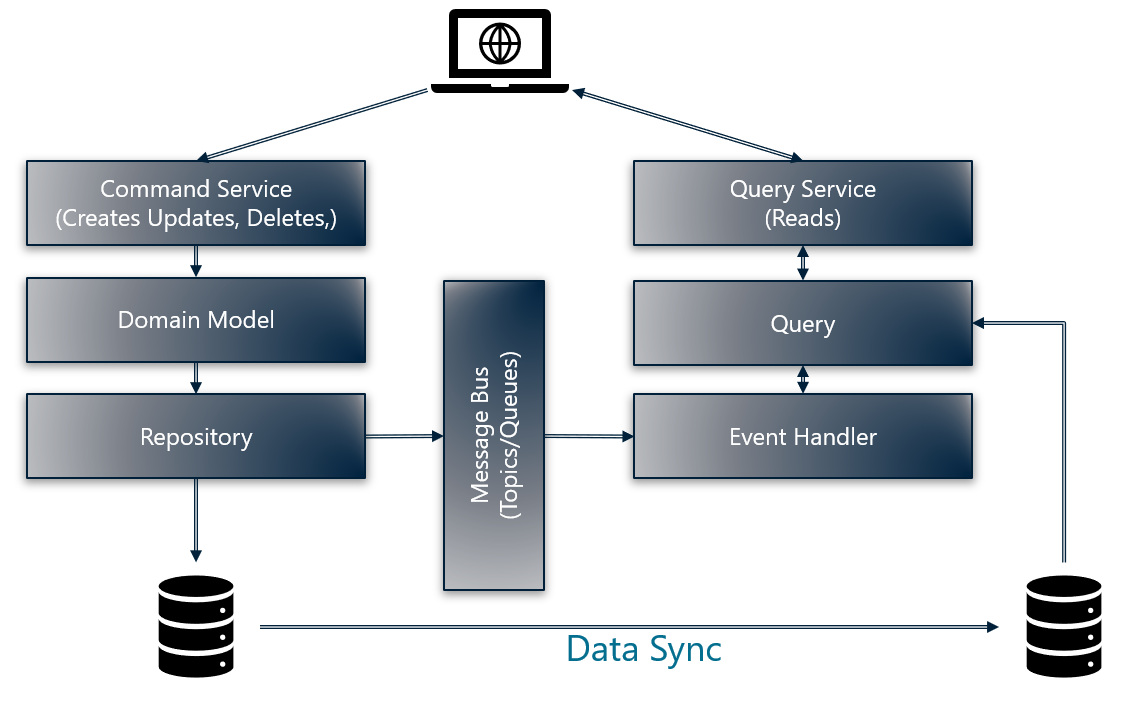 Command Service
(Creates Updates, Deletes,)
Domain Model
Repository
Message Bus
(Topics/Queues)
Query Service
(Reads)
Query
Event Handler
Data Sync